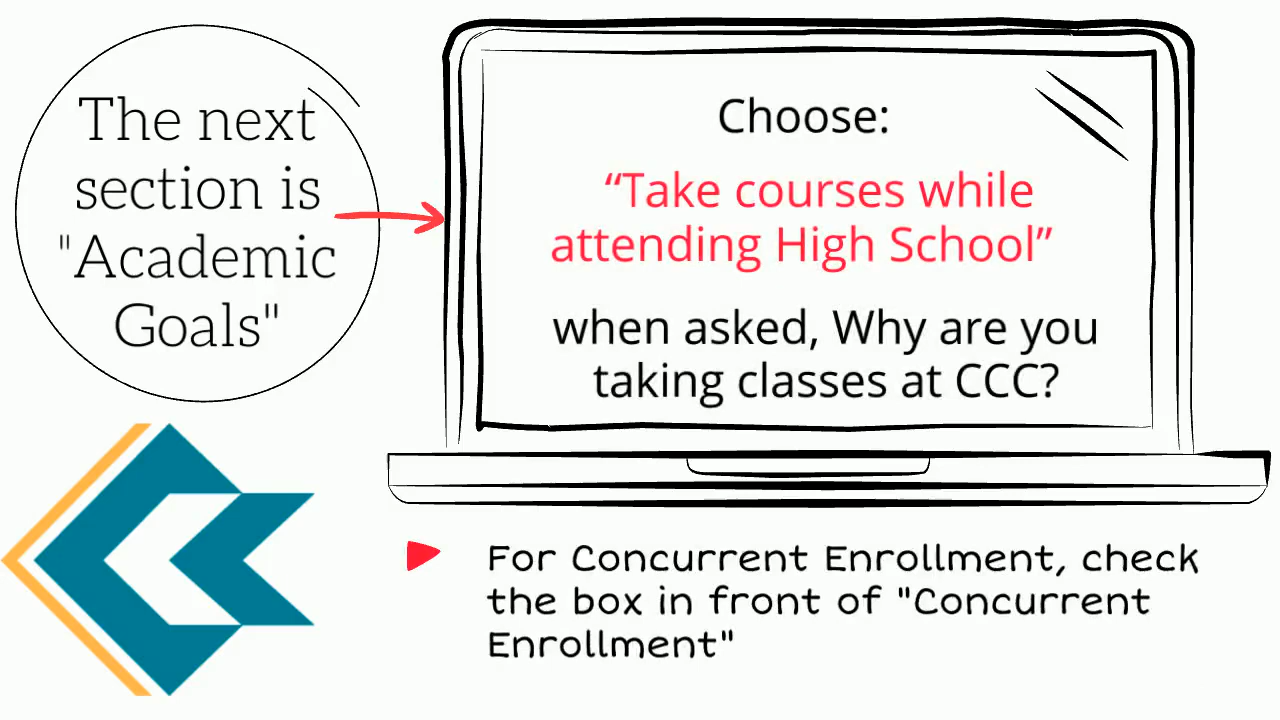 The next
section is
"Academic
Goals"
Choose:
“Take courses while
attending High School”
when asked, Why are you
taking classes at CCC?
For Concurrent Enrollment, check
the box in front of "Concurrent
Enrollment"